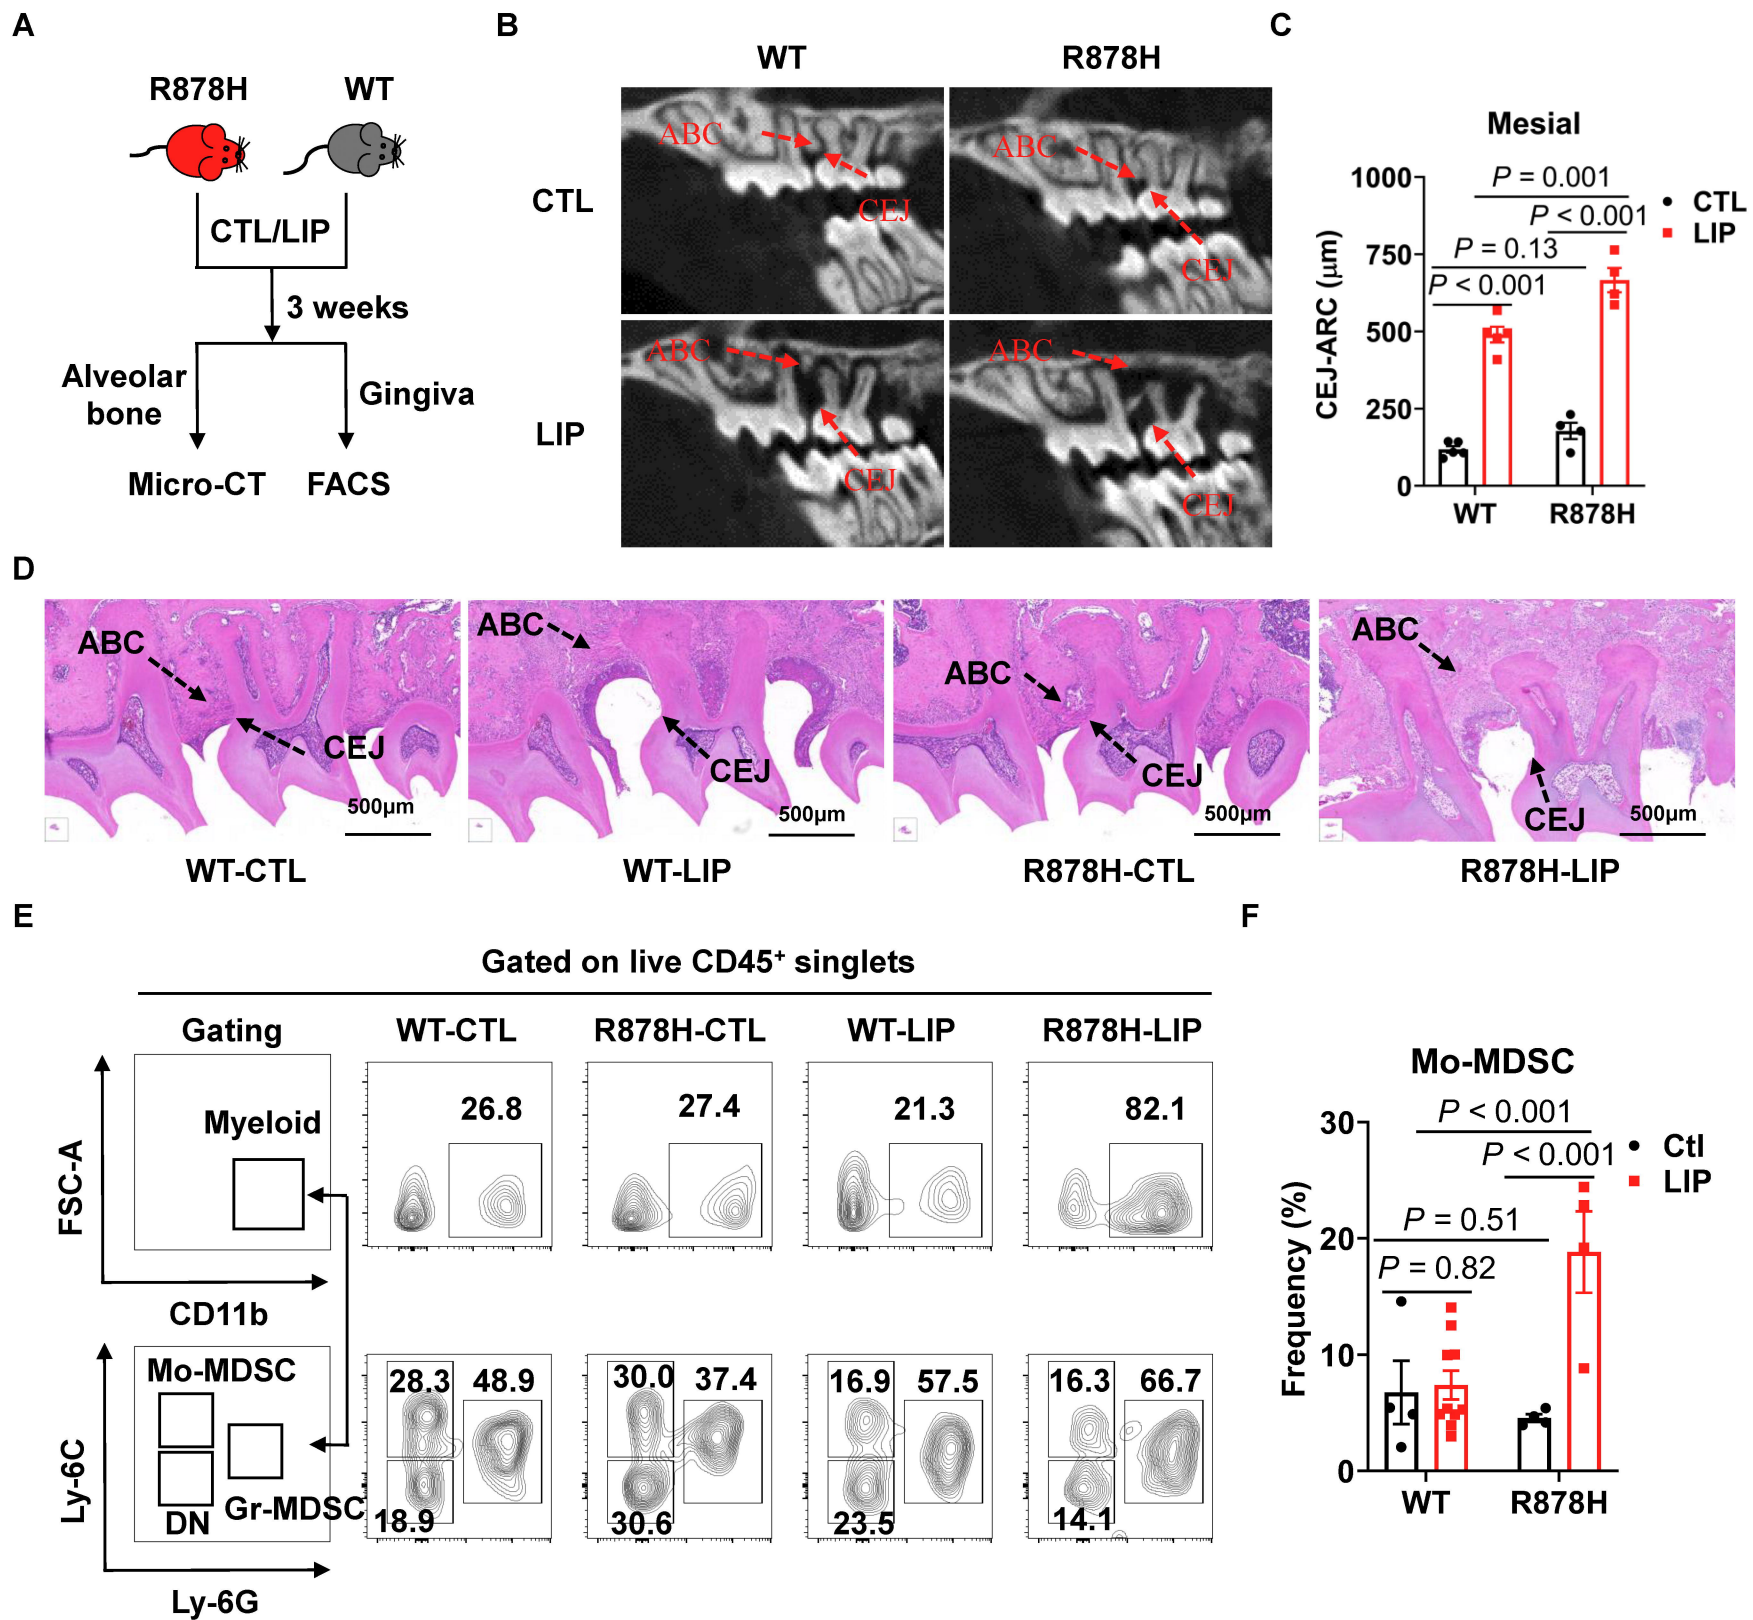 A
R878H
WT
CTL/LIP
3 weeks
Alveolar
bone
Gingiva
Micro-CT
FACS
B
WT
R878H
CTL
LIP
ABC
CEJ
ABC
CEJ
ABC
CEJ
ABC
CEJ
C
Mesial
P = 0.001
P < 0.001
P = 0.13
P < 0.001
CTL
LIP
CEJ-ARC (μm)
1000
750
500
250
0
WT
R878H
D
ABC
CEJ
500μm
WT-CTL
ABC
CEJ
500μm
WT-LIP
ABC
CEJ
500μm
R878H-CTL
ABC
CEJ
500μm
R878H-LIP
E
Gated on live CD45+ singlets
Gating
WT-CTL
R878H-CTL
WT-LIP
R878H-LIP
FSC-A
Myeloid
CD11b
26.8
27.4
21.3
82.1
Ly-6C
Mo-MDSC
DN
Gr-MDSC
Ly-6G
28.3 48.9
18.9
30.0 37.4
30.6
16.9 57.5
23.5
16.3 66.7
14.1
F
Mo-MDSC
P < 0.001
P < 0.001
P = 0.51
P = 0.82
Ctl
LIP
Frequency (%)
30
20
10
0
WT
R878H